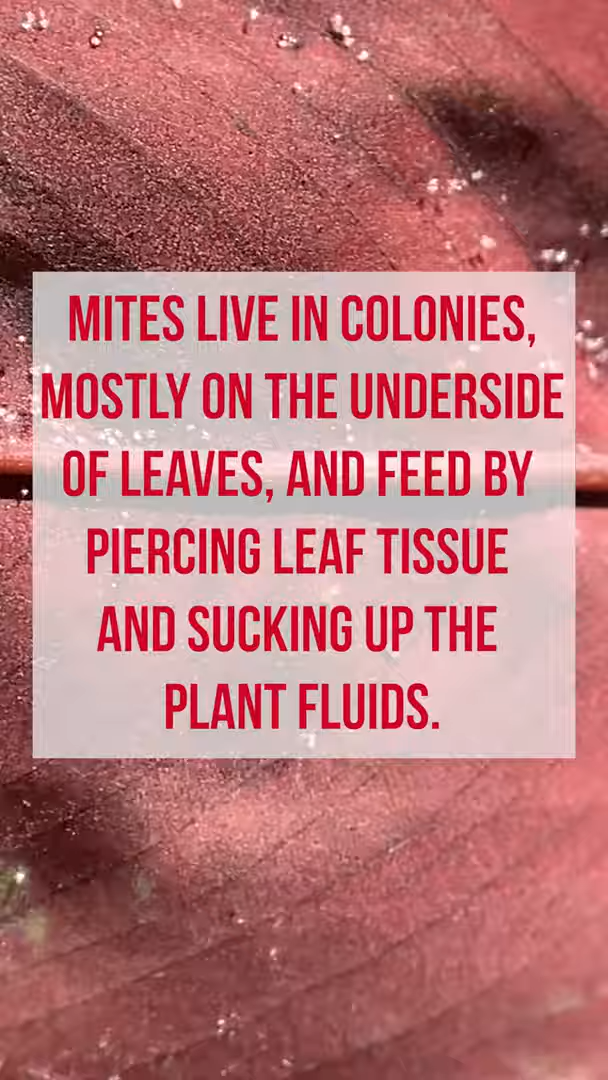 MITES LIVE IN COLONIES,
MOSTLY ON THE UNDERSIDE
OF LEAVES, AND FEED BY
PIERCING LEAF TISSUE
AND SUCKING UP THE
PLANT FLUIDS.